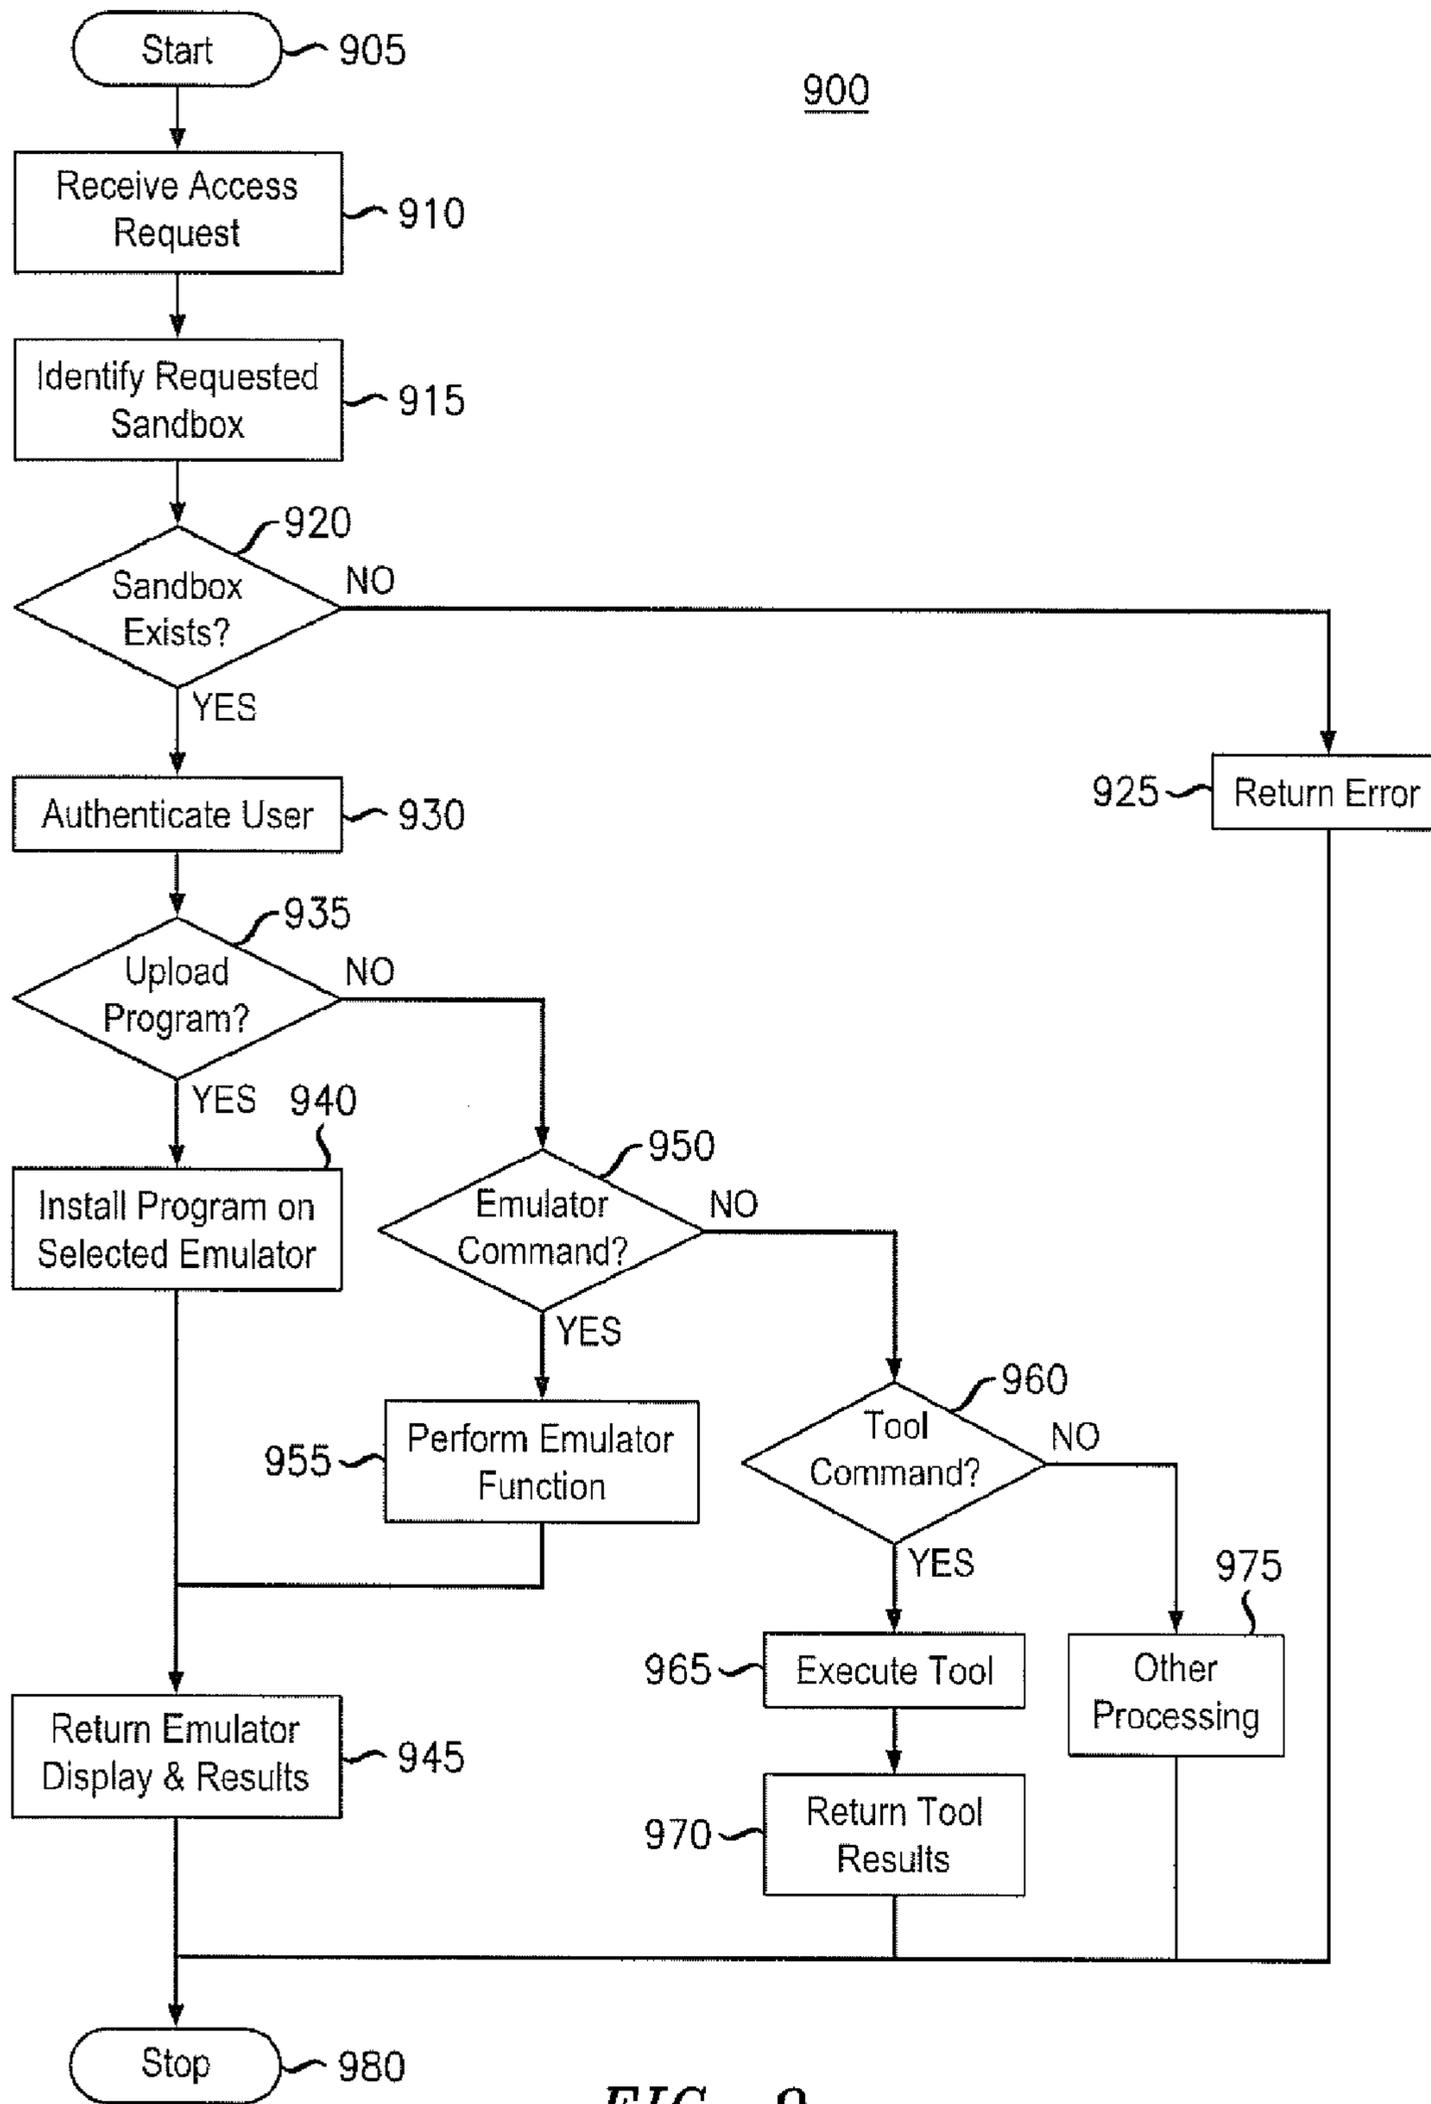 Start
905
900
Receive Access
Request
910
Identify Requested
Sandbox
915
920
Sandbox
Exists?
NO
YES
925
Return Error
Authenticate User
930
935
Upload
Program?
NO
YES
940
Install Program on
Selected Emulator
950
Emulator
Command?
NO
YES
955
Perform Emulator
Function
960
Tool
Command?
NO
YES
975
965
Execute Tool
Other
Processing
Return Emulator
Display & Results
945
970
Return Tool
Results
Stop
980
FIG. 9